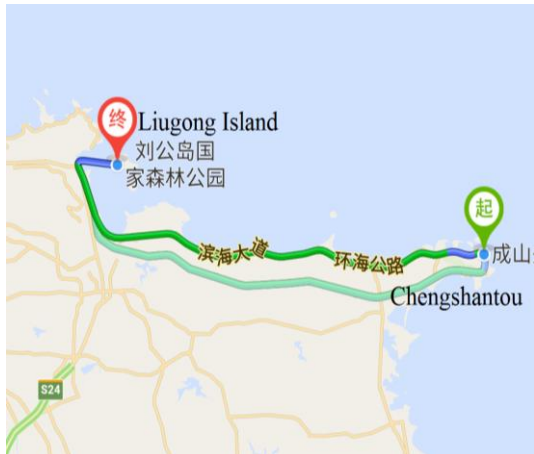 终
Liugong Island
刘公岛国
家森林公园
起
滨海大道
环海公路
成山
Chengshantou
S24